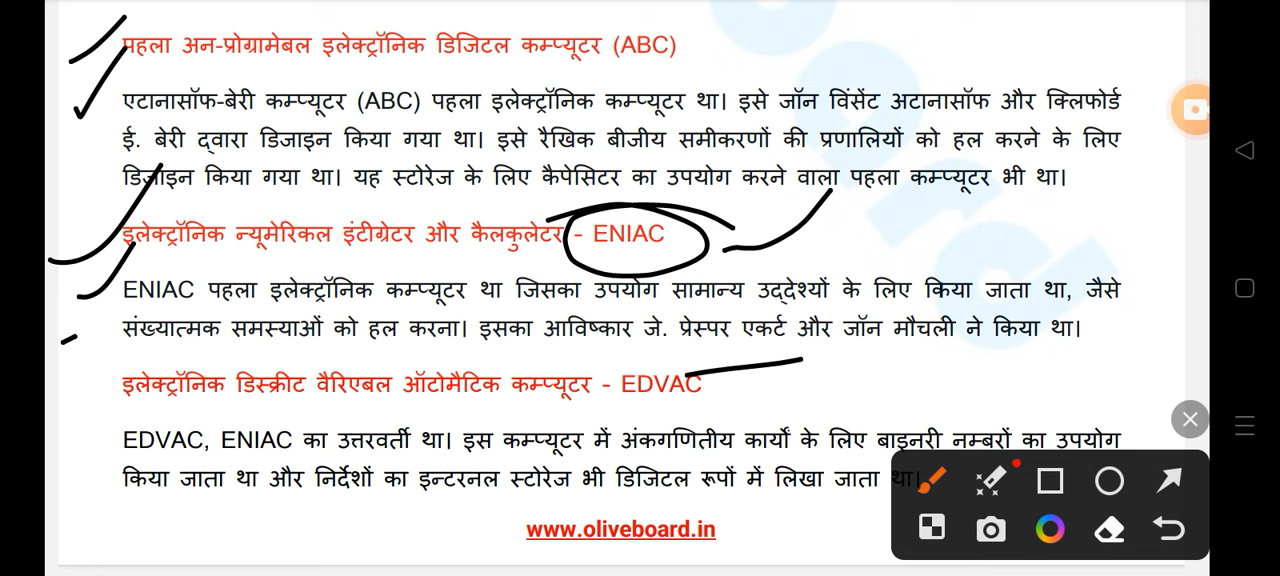 पहला अन-प्रोग्रामेबल इलेक्ट्रॉनिक डिजिटल कम्प्यूटर (ABC)
एटानासॉफ-बेरी कम्प्यूटर (ABC) पहला इलेक्ट्रॉनिक कम्प्यूटर था। इसे जॉन विंसेंट अटानासॉफ और क्लिफोर्ड
ई. बेरी द्वारा डिजाइन किया गया था। इसे रैखिक बीजीय समीकरणों की प्रणालियों को हल करने के लिए
डिजाइन किया गया था। यह स्टोरेज के लिए कैपेसिटर का उपयोग करने वाला पहला कम्प्यूटर भी था।
इलेक्ट्रॉनिक न्यूमेरिकल इंटीग्रेटर और कैलकुलेटर - ENIAC
ENIAC पहला इलेक्ट्रॉनिक कम्प्यूटर था जिसका उपयोग सामान्य उद्देश्यों के लिए किया जाता था, जैसे
संख्यात्मक समस्याओं को हल करना। इसका आविष्कार जे. प्रेस्पर एकर्ट और जॉन मौचली ने किया था।
इलेक्ट्रॉनिक डिस्क्रीट वैरिएबल ऑटोमैटिक कम्प्यूटर - EDVAC
EDVAC, ENIAC का उत्तरवर्ती था। इस कम्प्यूटर में अंकगणितीय कार्यों के लिए बाइनरी नम्बरों का उपयोग
किया जाता था और निर्देशों का इन्टरनल स्टोरेज भी डिजिटल रूपों में लिखा जाता था।
www.oliveboard.in